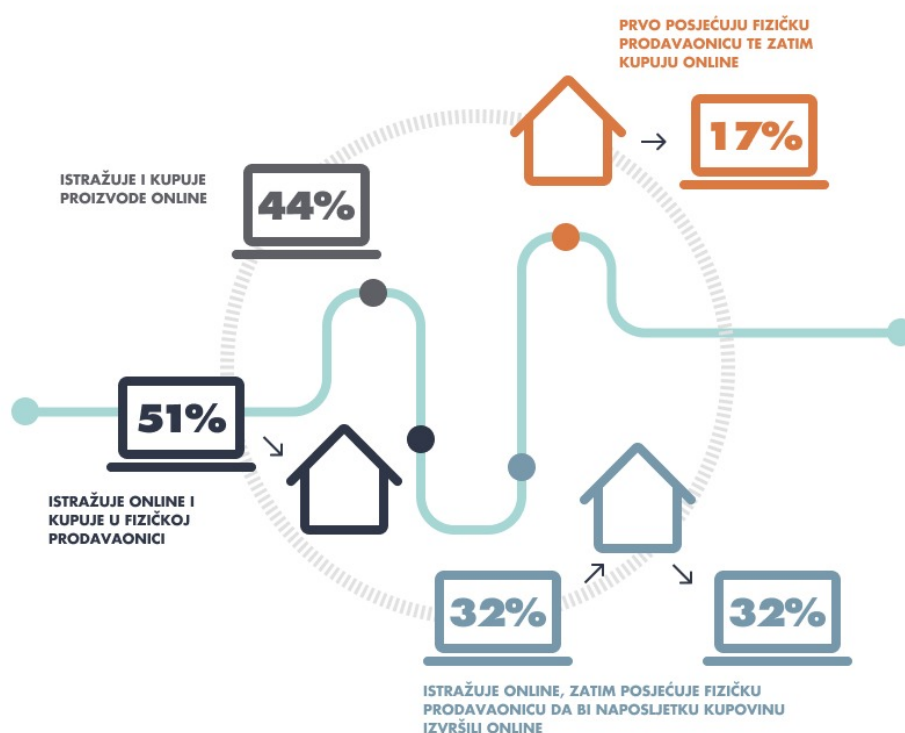 PRVO POSJEĆUJU FIZIČKU
PRODAVAONICU TE ZATIM
KUPUJU ONLINE
17%
ISTRAŽUJE I KUPUJE
PROIZVODE ONLINE
44%
51%
ISTRAŽUJE ONLINE I
KUPUJE U FIZIČKOJ
PRODAVAONICI
32%
32%
ISTRAŽUJE ONLINE, ZATIM POSJEĆUJE FIZIČKU
PRODAVAONICU DA BI NAPOSLJETKU KUPOVINU
IZVRŠILI ONLINE